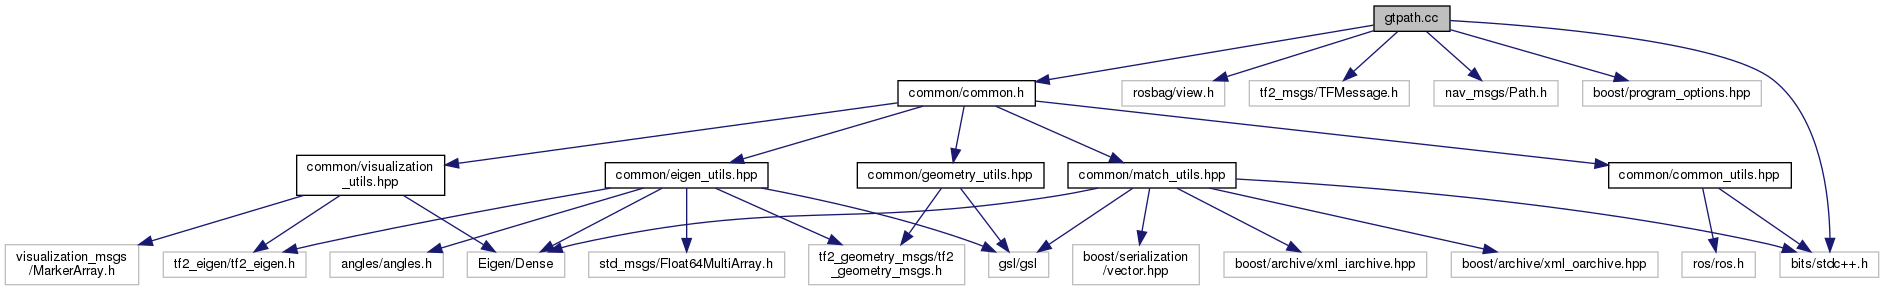 gtpath.cc
common/common.h
rosbag/view.h
tf2_msgs/TFMessage.h
nav_msgs/Path.h
boost/program_options.hpp
common/visualization
_utils.hpp
common/eigen_utils.hpp
common/geometry_utils.hpp
common/match_utils.hpp
common/common_utils.hpp
visualization_msgs
/MarkerArray.h
tf2_eigen/tf2_eigen.h
angles/angles.h
Eigen/Dense
std_msgs/Float64MultiArray.h
tf2_geometry_msgs/tf2
_geometry_msgs.h
gsl/gsl
boost/serialization
/vector.hpp
boost/archive/xml_iarchive.hpp
boost/archive/xml_oarchive.hpp
ros/ros.h
bits/stdc++.h